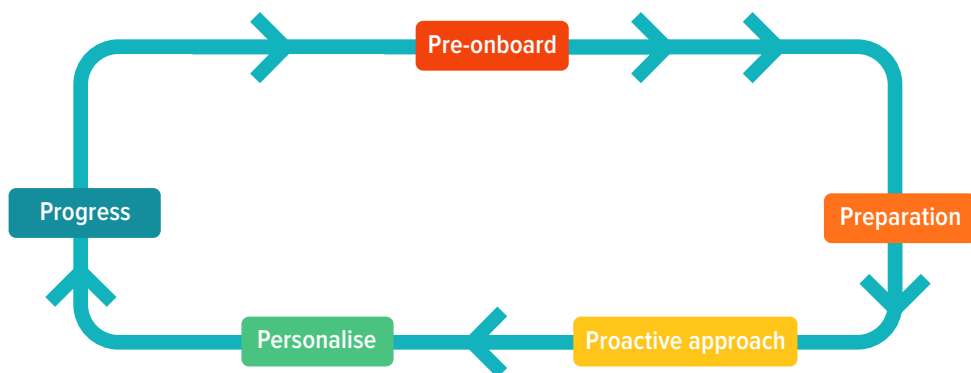 Pre-onboard
Progress
Preparation
Personalise
Proactive approach